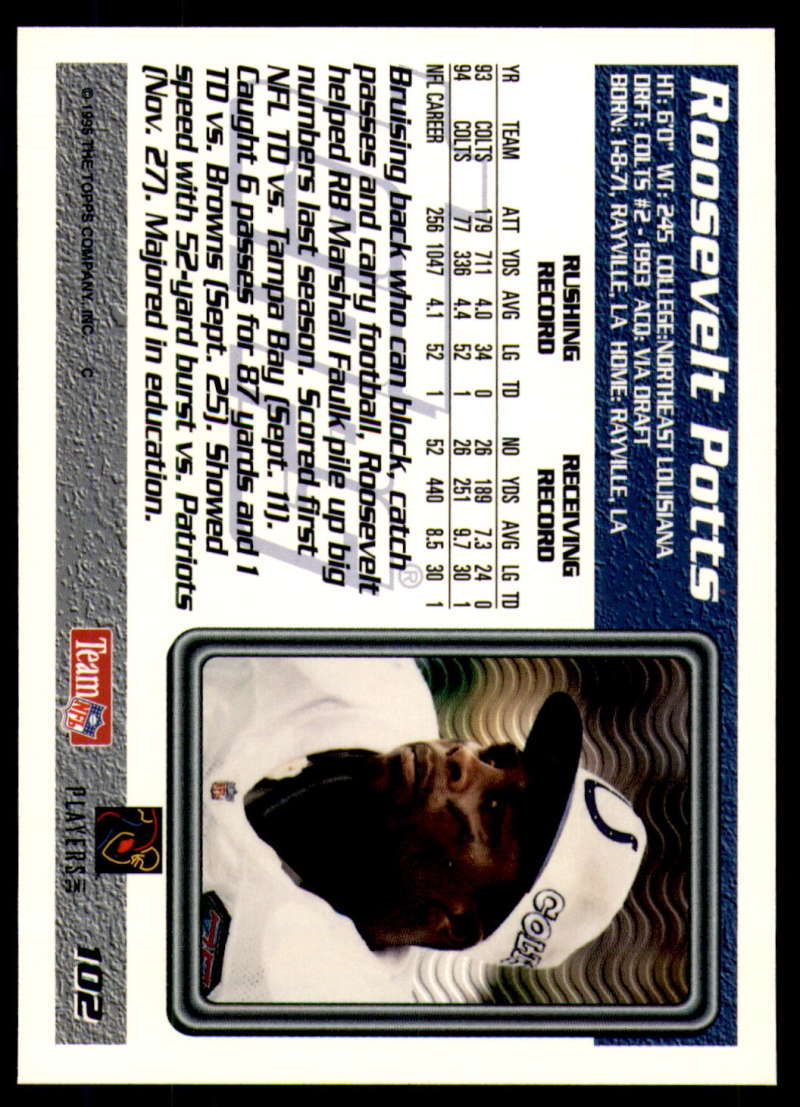 Roosevelt Potts
HT: 6'0" WT: 245 COLLEGE: NORTHEAST LOUISIANA
DRFT: COLTS #2 - 1993 ACQ: VIA DRAFT
BORN: 1-8-71, RAYVILLE, LA HOME: RAYVILLE, LA
RUSHING RECEIVING
RECORD RECORD
YR TEAM ATT YDS AVG LG TD NO YDS AVG LG TD
93 COLTS 179 711 4.0 34 0 26 189 7.3 24 0
94 COLTS 77 336 4.4 52 1 26 251 9.7 30 1
NFL CAREER 256 1047 4.1 52 1 52 440 8.5 30 1
Bruising back who can block, catch
passes and carry football, Roosevelt
helped RB Marshall Faulk pile up big
numbers last season. Scored first
NFL TD vs. Tampa Bay (Sept. 11).
Caught 6 passes for 87 yards and 1
TD vs. Browns (Sept. 25). Showed
speed with 52-yard burst vs. Patriots
(Nov. 27). Majored in education.
®
COLTS
NFL
© 1995 THE TOPPS COMPANY, INC. C
Team NFL
PLAYERS INC
102